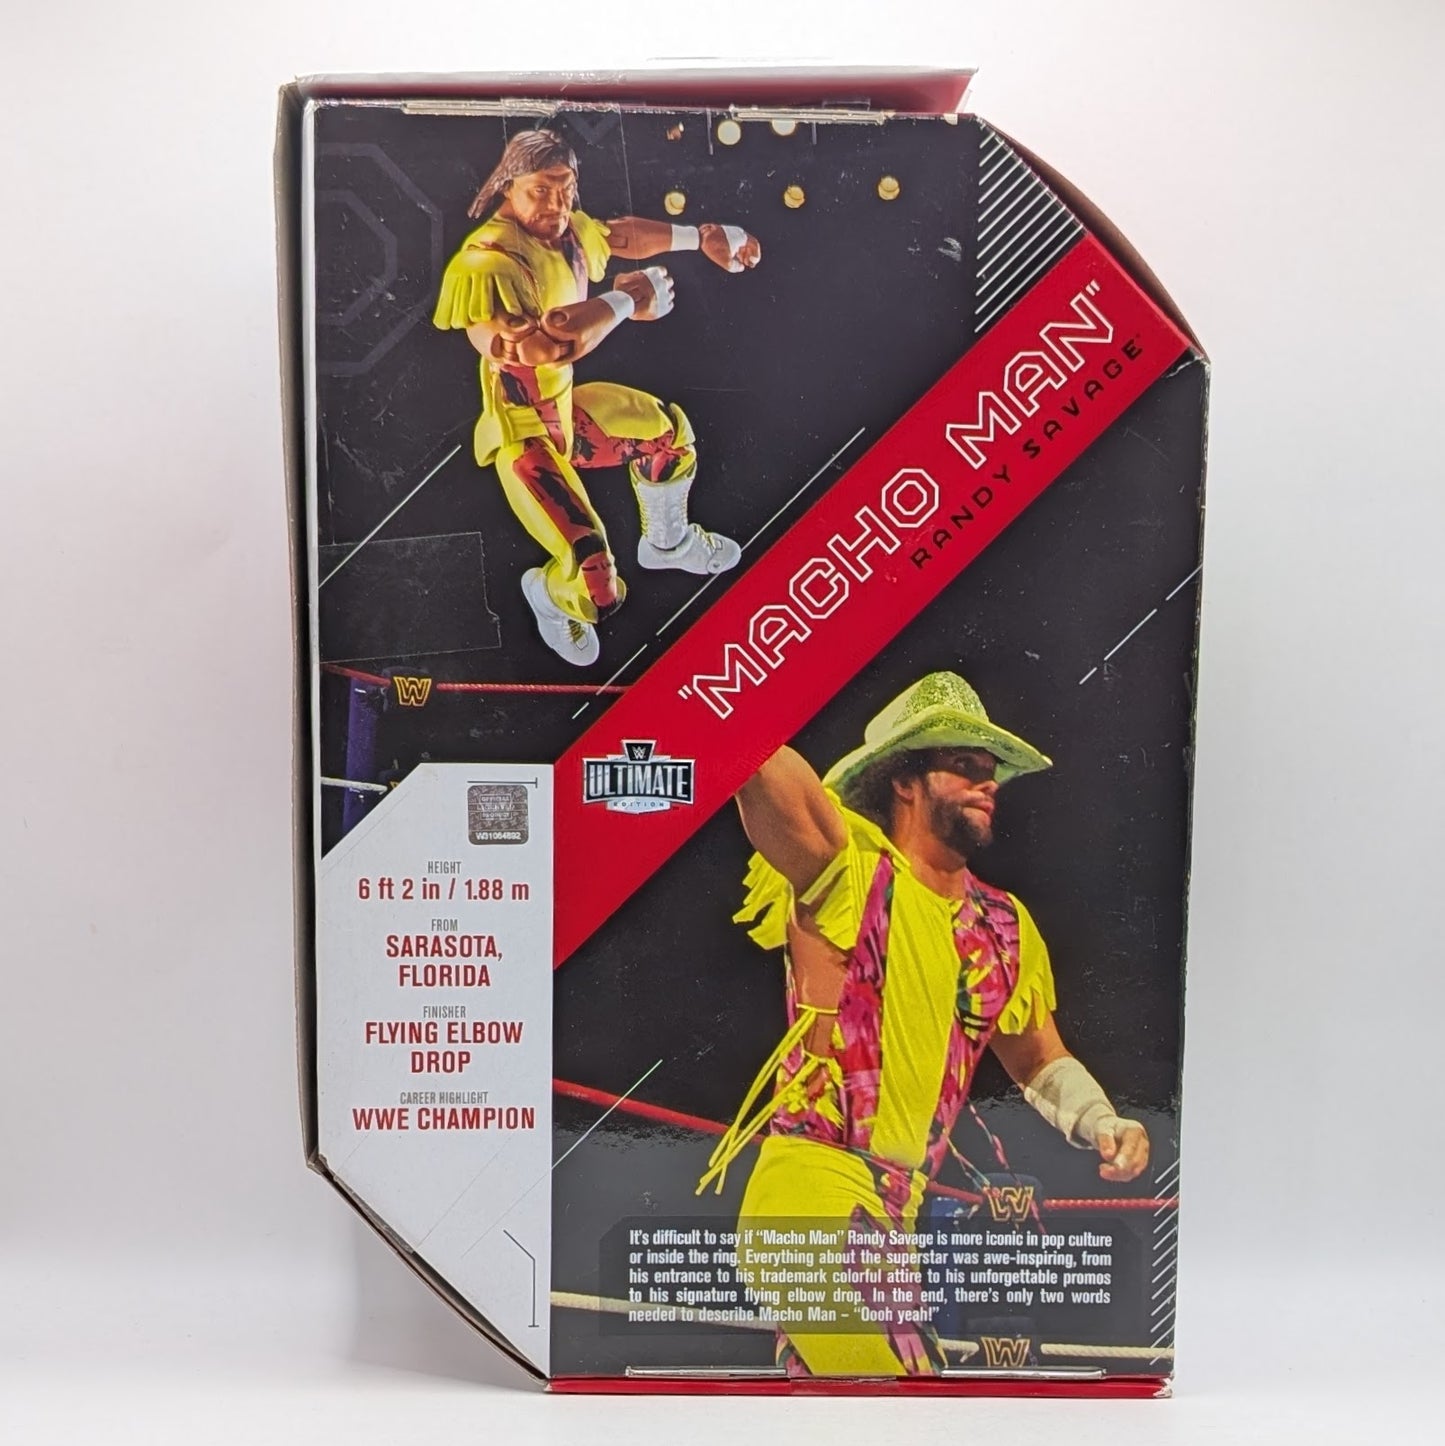 "MACHO MAN"
RANDY SAVAGE
W
ULTIMATE
EDITION
OFFICIAL
PRODUCT
HEIGHT
6 ft 2 in / 1.88 m
FROM
SARASOTA,
FLORIDA
FINISHER
FLYING ELBOW
DROP
CAREER HIGHLIGHT
WWE CHAMPION
It's difficult to say if "Macho Man" Randy Savage is more iconic in pop culture
or inside the ring. Everything about the superstar was awe-inspiring, from
his entrance to his trademark colorful attire to his unforgettable promos
to his signature flying elbow drop. In the end, there's only two words
needed to describe Macho Man – "Oooh yeah!"